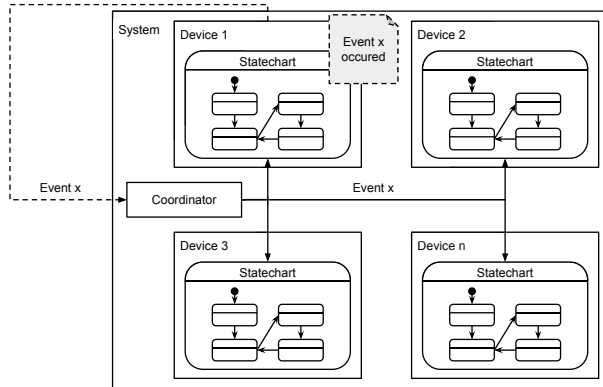 System
Device 1
Event x
occured
Device 2
Statechart
Statechart
Event x
Coordinator
Event x
Device 3
Device n
Statechart
Statechart